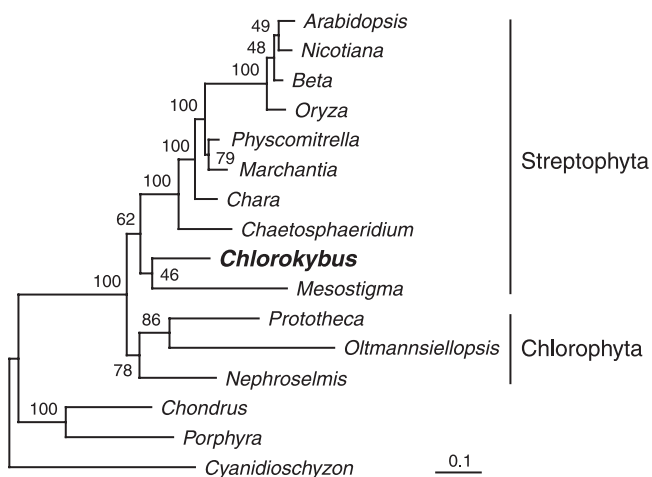 49 Arabidopsis
48 Nicotiana
100 Beta
Oryza
100 Physcomitrella
100 79 Marchantia
Streptophyta
100 Chara
62 Chaetosphaeridium
Chlorokybus
100 46 Mesostigma
86 Prototheca
Oltmannsiellopsis
Chlorophyta
78 Nephroselmis
100 Chondrus
Porphyra
Cyanidioschyzon
0.1